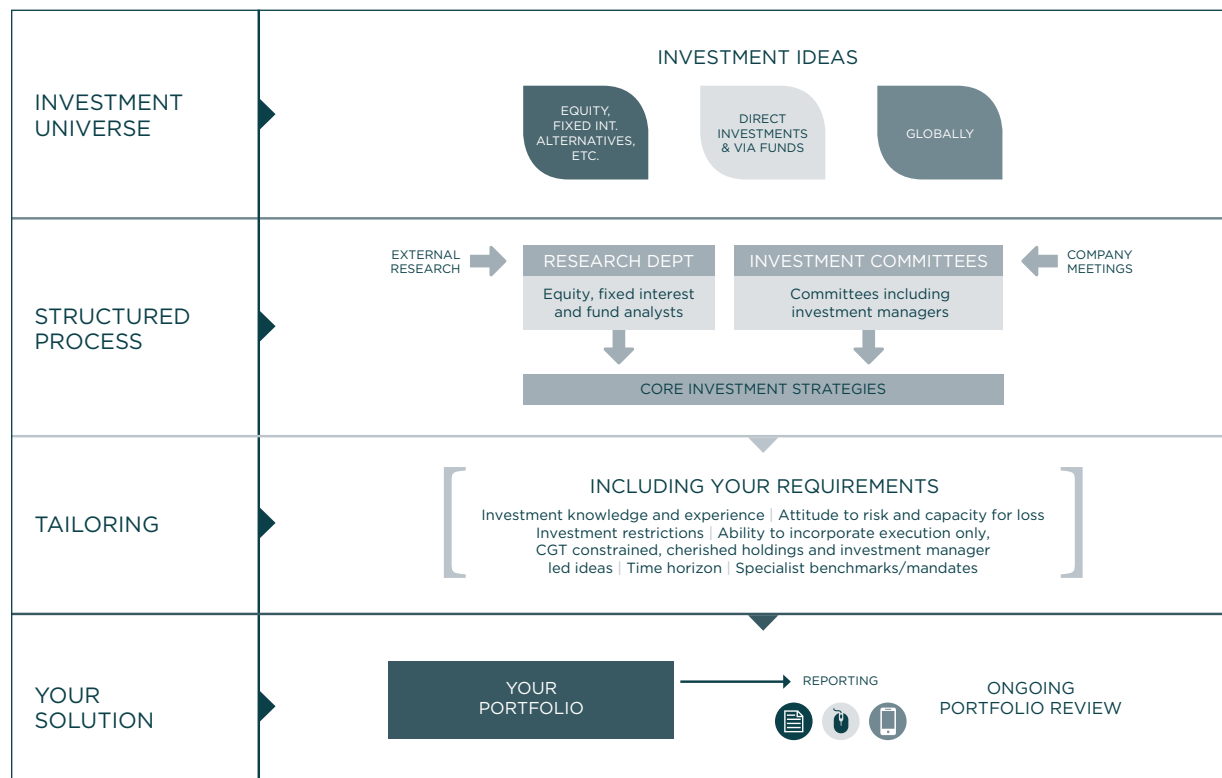 INVESTMENT
UNIVERSE
INVESTMENT IDEAS
EQUITY,
FIXED INT.
ALTERNATIVES,
ETC.
DIRECT
INVESTMENTS
& VIA FUNDS
GLOBALLY
STRUCTURED
PROCESS
EXTERNAL
RESEARCH
RESEARCH DEPT
Equity, fixed interest
and fund analysts
INVESTMENT COMMITTEES
Committees including
investment managers
COMPANY
MEETINGS
CORE INVESTMENT STRATEGIES
TAILORING
INCLUDING YOUR REQUIREMENTS
Investment knowledge and experience | Attitude to risk and capacity for loss
Investment restrictions | Ability to incorporate execution only,
CGT constrained, cherished holdings and investment manager
led ideas | Time horizon | Specialist benchmarks/mandates
YOUR
SOLUTION
YOUR
PORTFOLIO
REPORTING
ONGOING
PORTFOLIO REVIEW